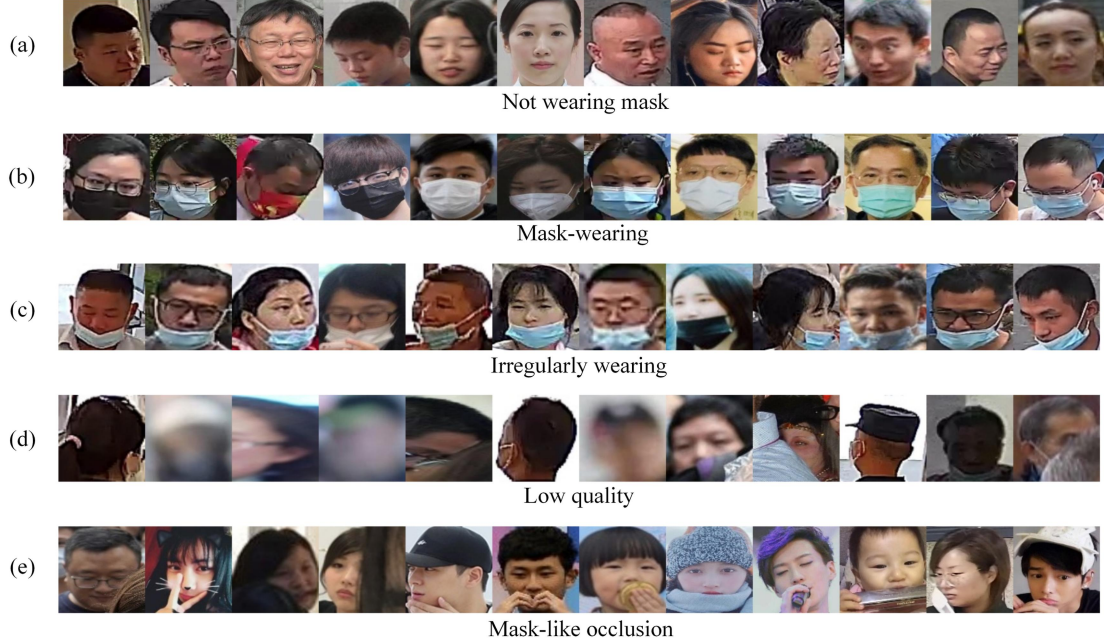 (a)
Not wearing mask
(b)
Mask-wearing
(c)
Irregularly wearing
(d)
Low quality
(e)
Mask-like occlusion